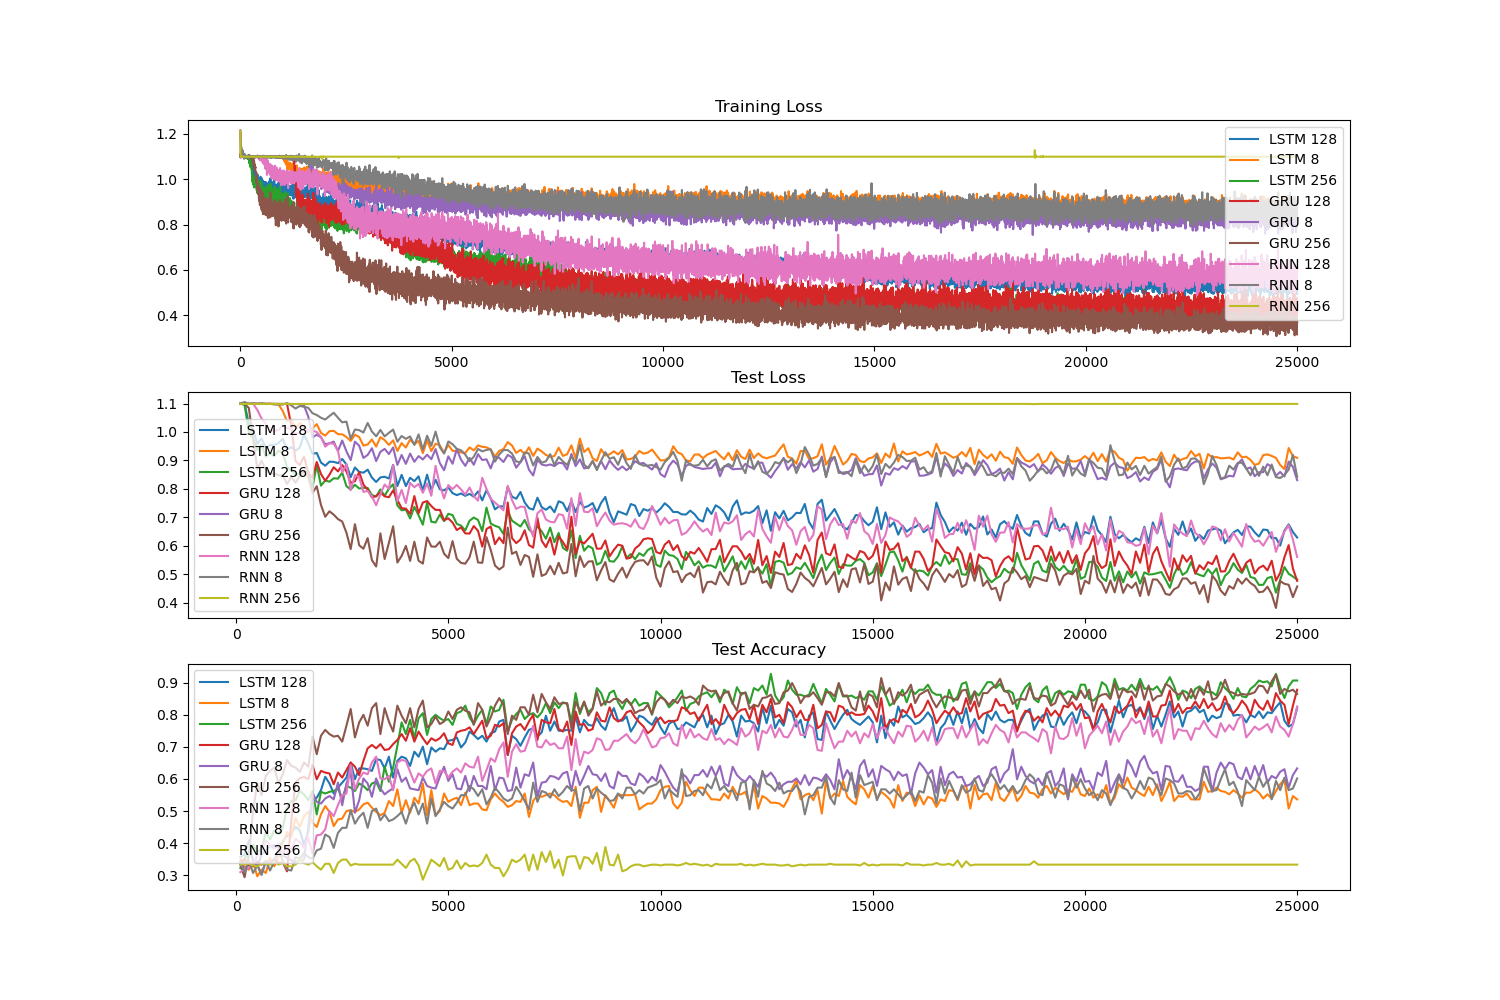 Training Loss
1.2
1.0
0.8
0.6
0.4
LSTM 128
LSTM 8
LSTM 256
GRU 128
GRU 8
GRU 256
RNN 128
RNN 8
RNN 256
0 5000 10000 15000 20000 25000
Test Loss
1.1
1.0
0.9
0.8
0.7
0.6
0.5
0.4
LSTM 128
LSTM 8
LSTM 256
GRU 128
GRU 8
GRU 256
RNN 128
RNN 8
RNN 256
0 5000 10000 15000 20000 25000
Test Accuracy
0.9
0.8
0.7
0.6
0.5
0.4
0.3
LSTM 128
LSTM 8
LSTM 256
GRU 128
GRU 8
GRU 256
RNN 128
RNN 8
RNN 256
0 5000 10000 15000 20000 25000